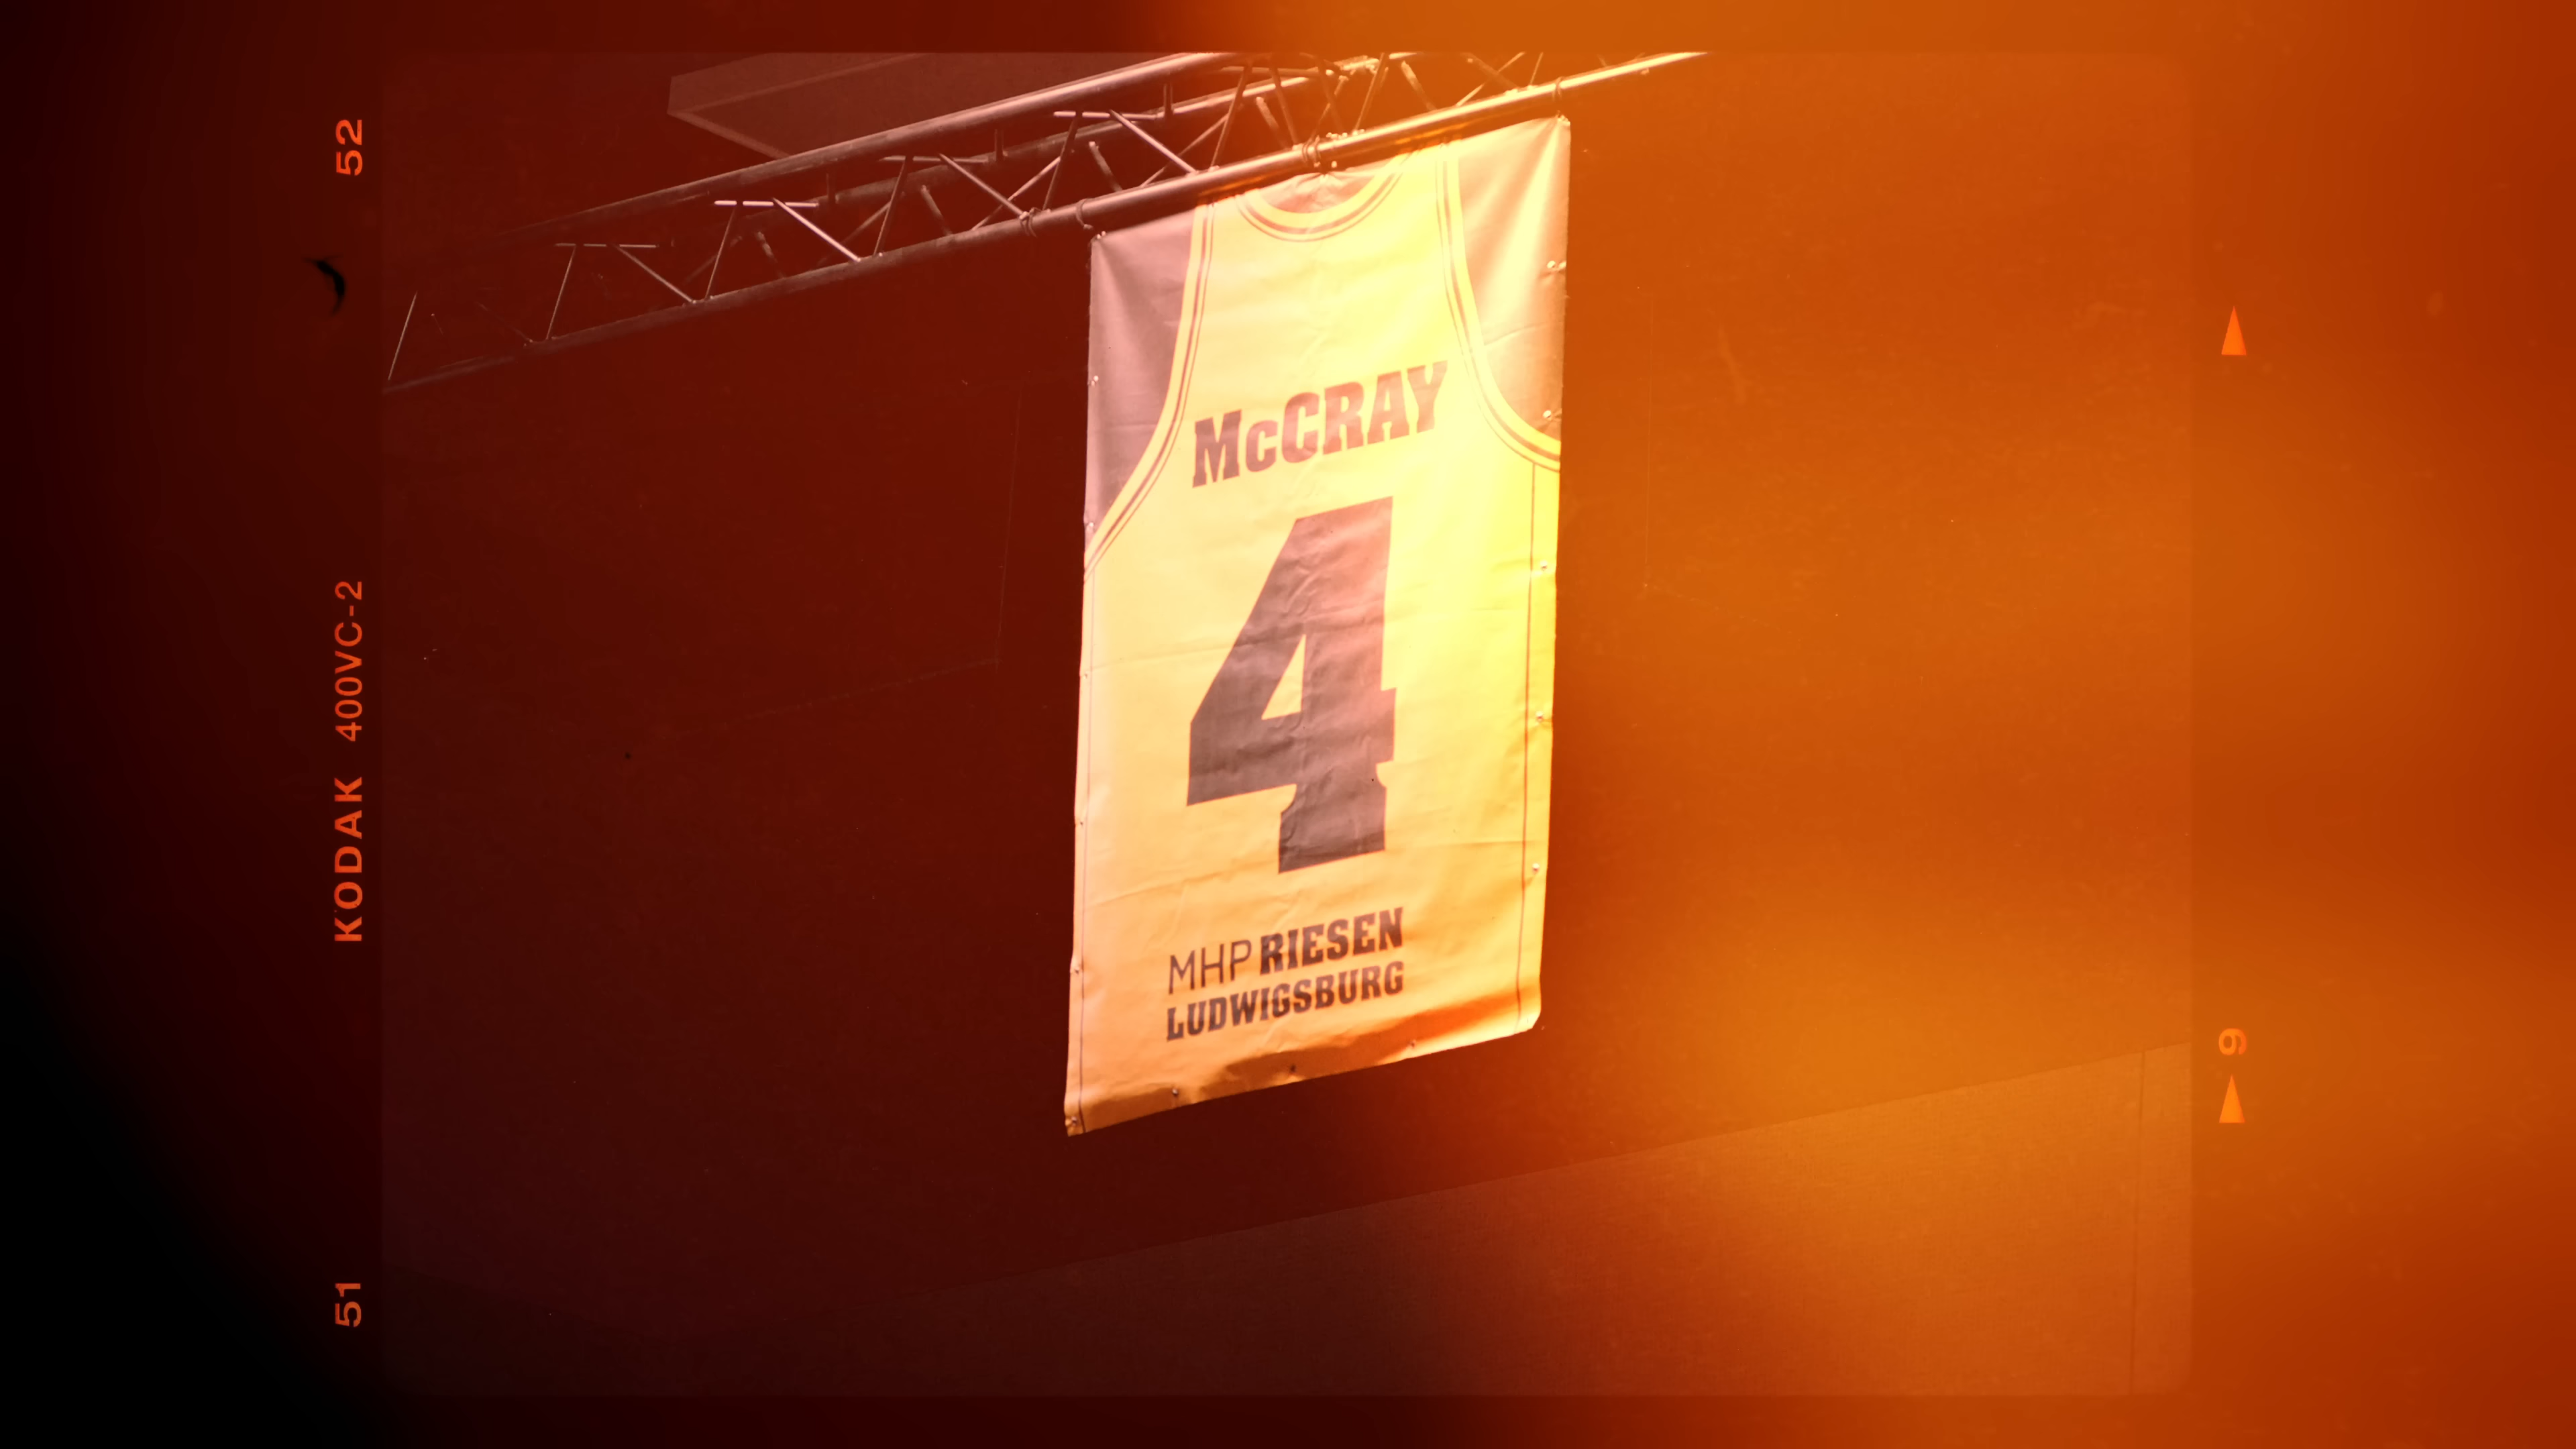 52
KODAK 400VC-2
51
McCRAY
4
MHP RIESEN
LUDWIGSBURG
9